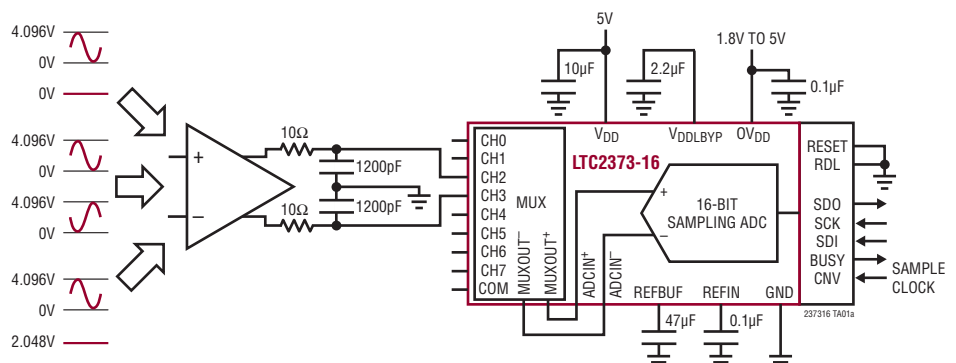 4.096V
0V
0V
4.096V
0V
4.096V
0V
4.096V
0V
2.048V
+
–
10Ω
10Ω
1200pF
1200pF
5V
10µF
2.2µF
1.8V TO 5V
0.1µF
VDD
VDDLBYP
OVDD
LTC2373-16
CH0
CH1
CH2
CH3
CH4
CH5
CH6
CH7
COM
MUX
MUXOUT–
MUXOUT+
ADCIN+
ADCIN–
+
–
16-BIT
SAMPLING ADC
REFBUF
REFIN
GND
47µF
0.1µF
RESET
RDL
SDO
SCK
SDI
BUSY
CNV
SAMPLE
CLOCK
237316 TA01a